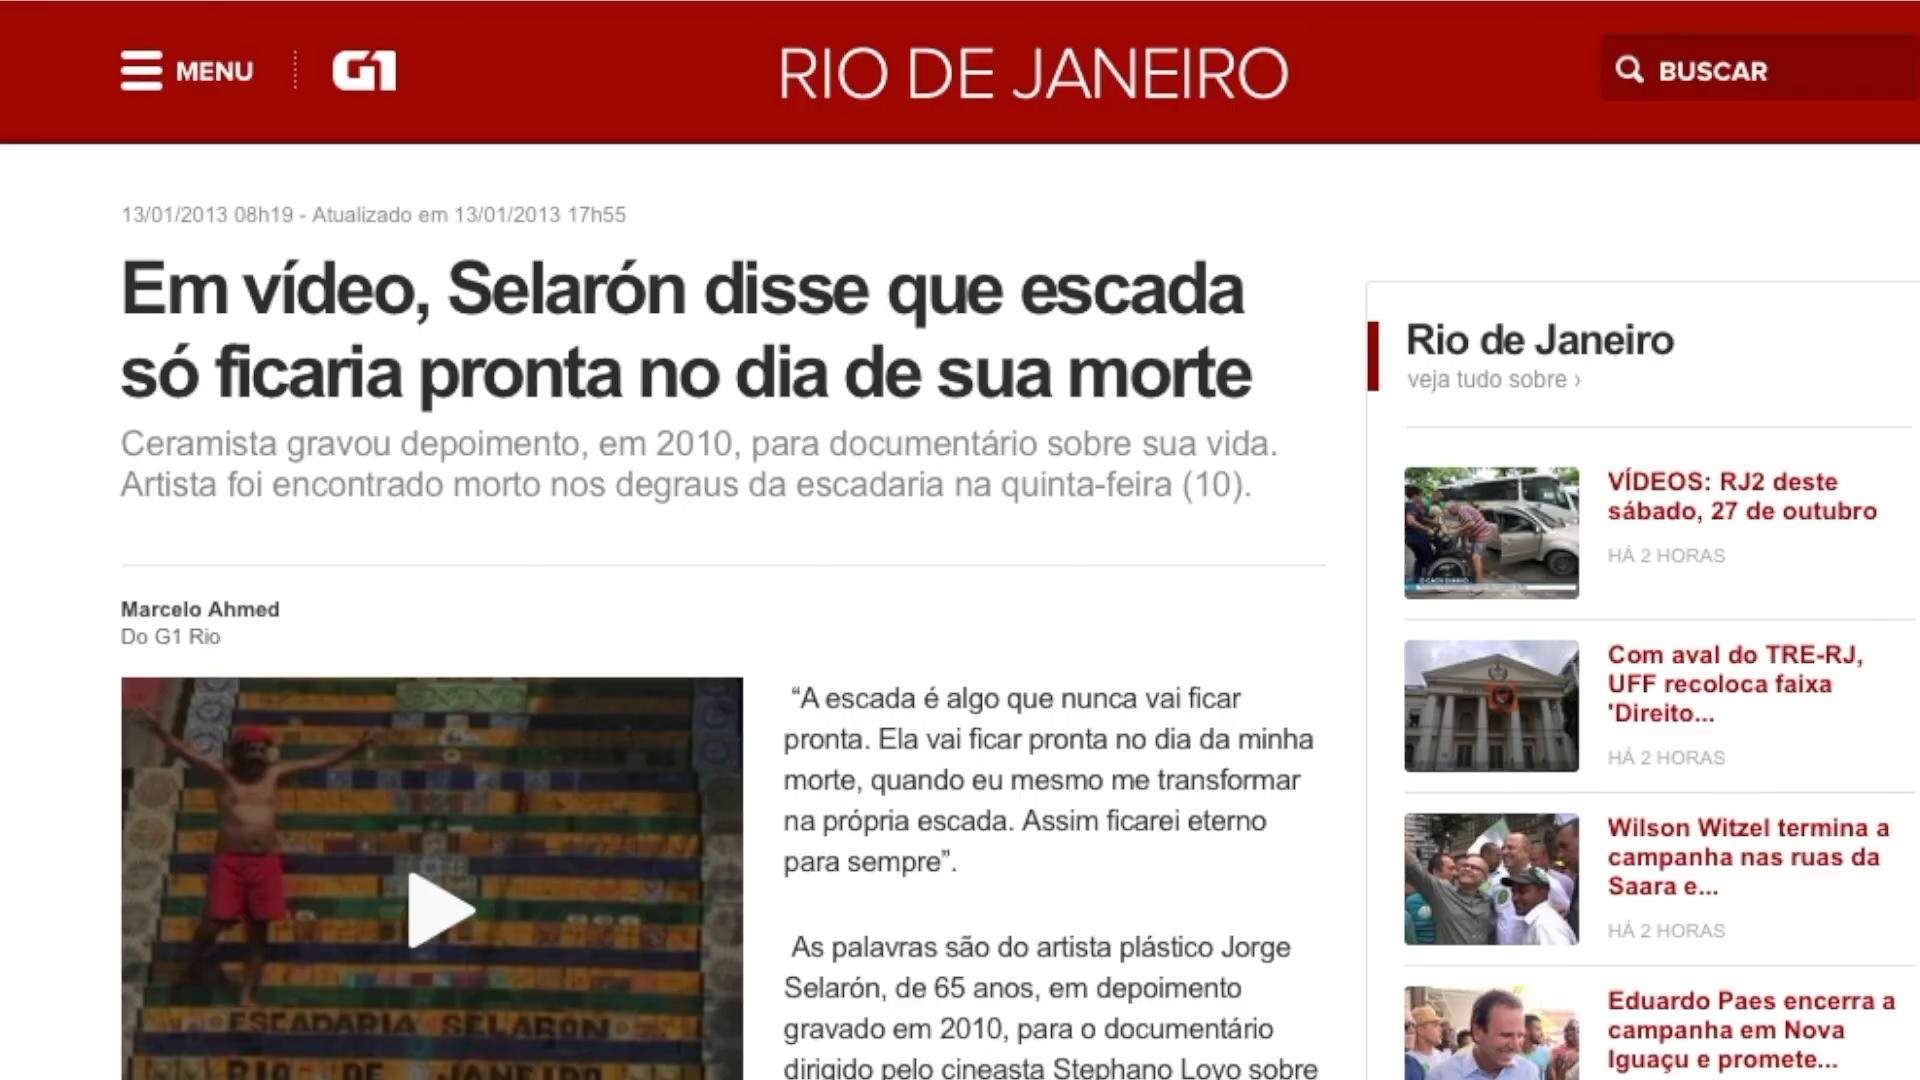 MENU
G1
RIO DE JANEIRO
BUSCAR
13/01/2013 08h19 - Atualizado em 13/01/2013 17h55
Em vídeo, Selarón disse que escada
só ficaria pronta no dia de sua morte
Ceramista gravou depoimento, em 2010, para documentário sobre sua vida.
Artista foi encontrado morto nos degraus da escadaria na quinta-feira (10).
Marcelo Ahmed
Do G1 Rio
ESCADARIA SELARON
RIO DE JANEIRO
“A escada é algo que nunca vai ficar
pronta. Ela vai ficar pronta no dia da minha
morte, quando eu mesmo me transformar
na própria escada. Assim ficarei eterno
para sempre”.
As palavras são do artista plástico Jorge
Selarón, de 65 anos, em depoimento
gravado em 2010, para o documentário
dirigido pelo cineasta Stephano Loyo sobre
Rio de Janeiro
veja tudo sobre ›
VÍDEOS: RJ2 deste
sábado, 27 de outubro
HÁ 2 HORAS
Com aval do TRE-RJ,
UFF recoloca faixa
'Direito...
HÁ 2 HORAS
Wilson Witzel termina a
campanha nas ruas da
Saara e...
HÁ 2 HORAS
Eduardo Paes encerra a
campanha em Nova
Iguaçu e promete...